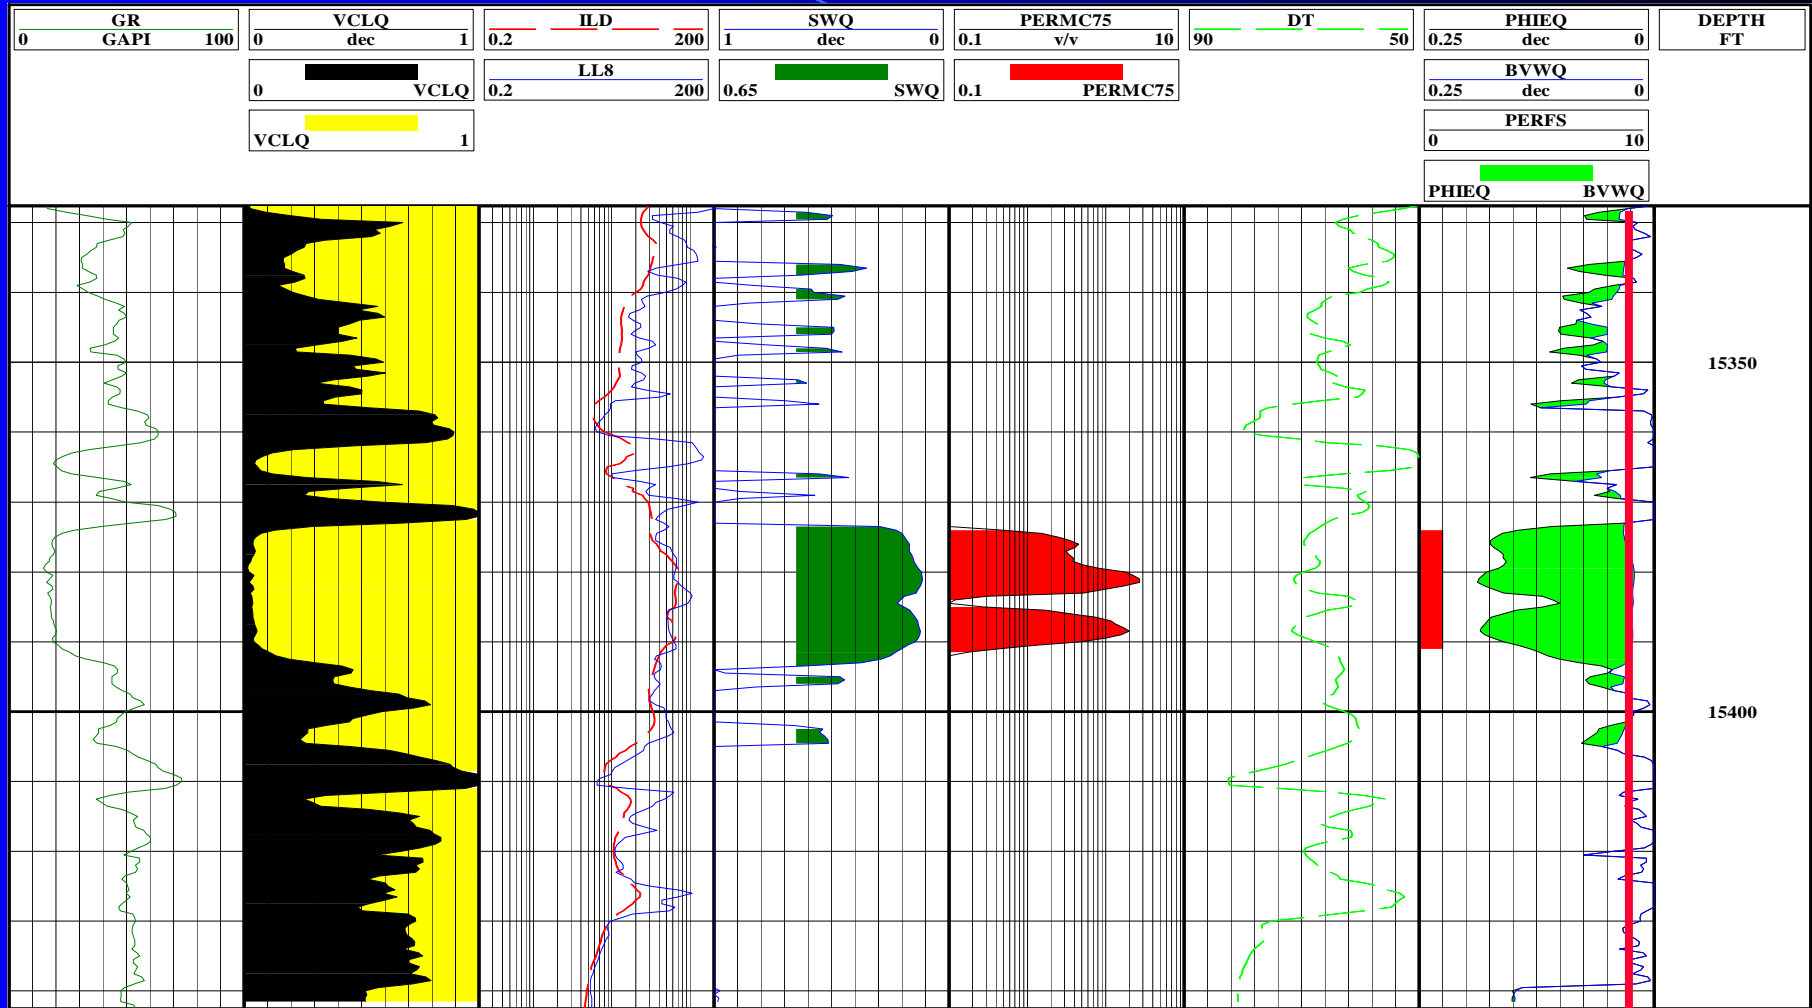 GR VCLQ ILD SWQ PERMC75 DT PHIEQ DEPTH
0 GAPI 100 0 dec 1 0.2 200 1 dec 0 0.1 v/v 10 90 50 0.25 dec 0 FT
LL8 BVWQ
0 VCLQ 0.2 200 0.65 SWQ 0.1 PERMC75 0.25 dec 0
PERFS
VCLQ 1 0 10
PHIEQ BVWQ
15350
15400